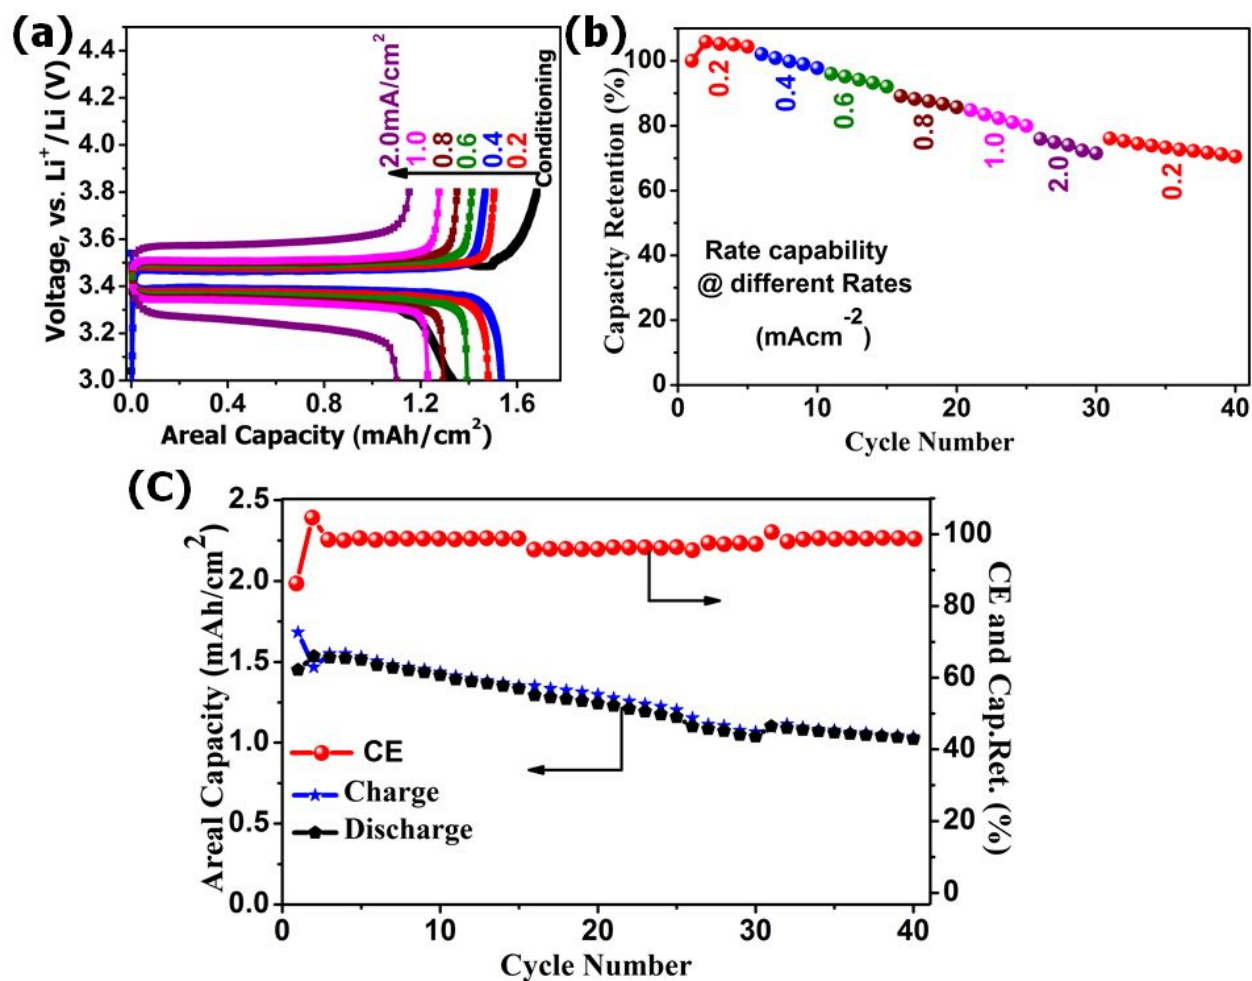 (a)
4.4
4.2
4.0
3.8
3.6
3.4
3.2
3.0
Voltage, vs. Li⁺/Li (V)
2.0mA/cm²
1.0
0.8
0.6
0.4
0.2
Conditioning
0.0 0.4 0.8 1.2 1.6
Areal Capacity (mAh/cm²)
(b)
100
80
60
40
20
0
Capacity Retention (%)
0.2
0.4
0.6
0.8
1.0
2.0
0.2
Rate capability
@ different Rates
(mAcm⁻²)
0 10 20 30 40
Cycle Number
(C)
2.5
2.0
1.5
1.0
0.5
0.0
Areal Capacity (mAh/cm²)
CE
Charge
Discharge
100
80
60
40
20
0
CE and Cap.Ret. (%)
0 10 20 30 40
Cycle Number